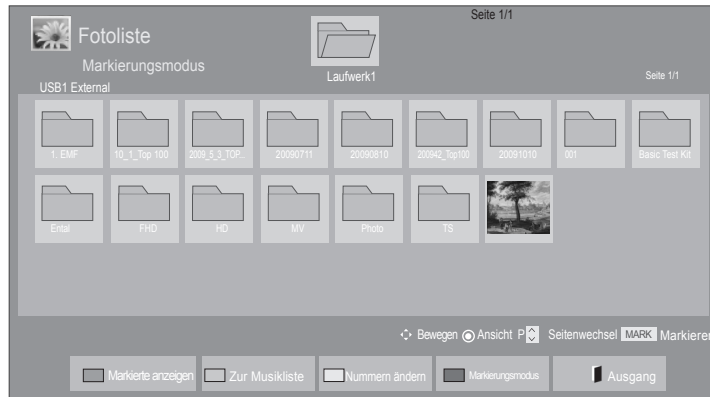 Seite 1/1
Fotoliste
Markierungsmodus
Laufwerk1
USB1 External
Seite 1/1
1. EMF 10_1_Top 100 2009_5_3_TOP... 20090711 20090810 200942_Top100 20091010 001 Basic Test Kit
Ental FHD HD MV Photo TS
Bewegen Ansicht P Seitenwechsel MARK Markieren
Markierte anzeigen Zur Musikliste Nummern ändern Markierungsmodus Ausgang